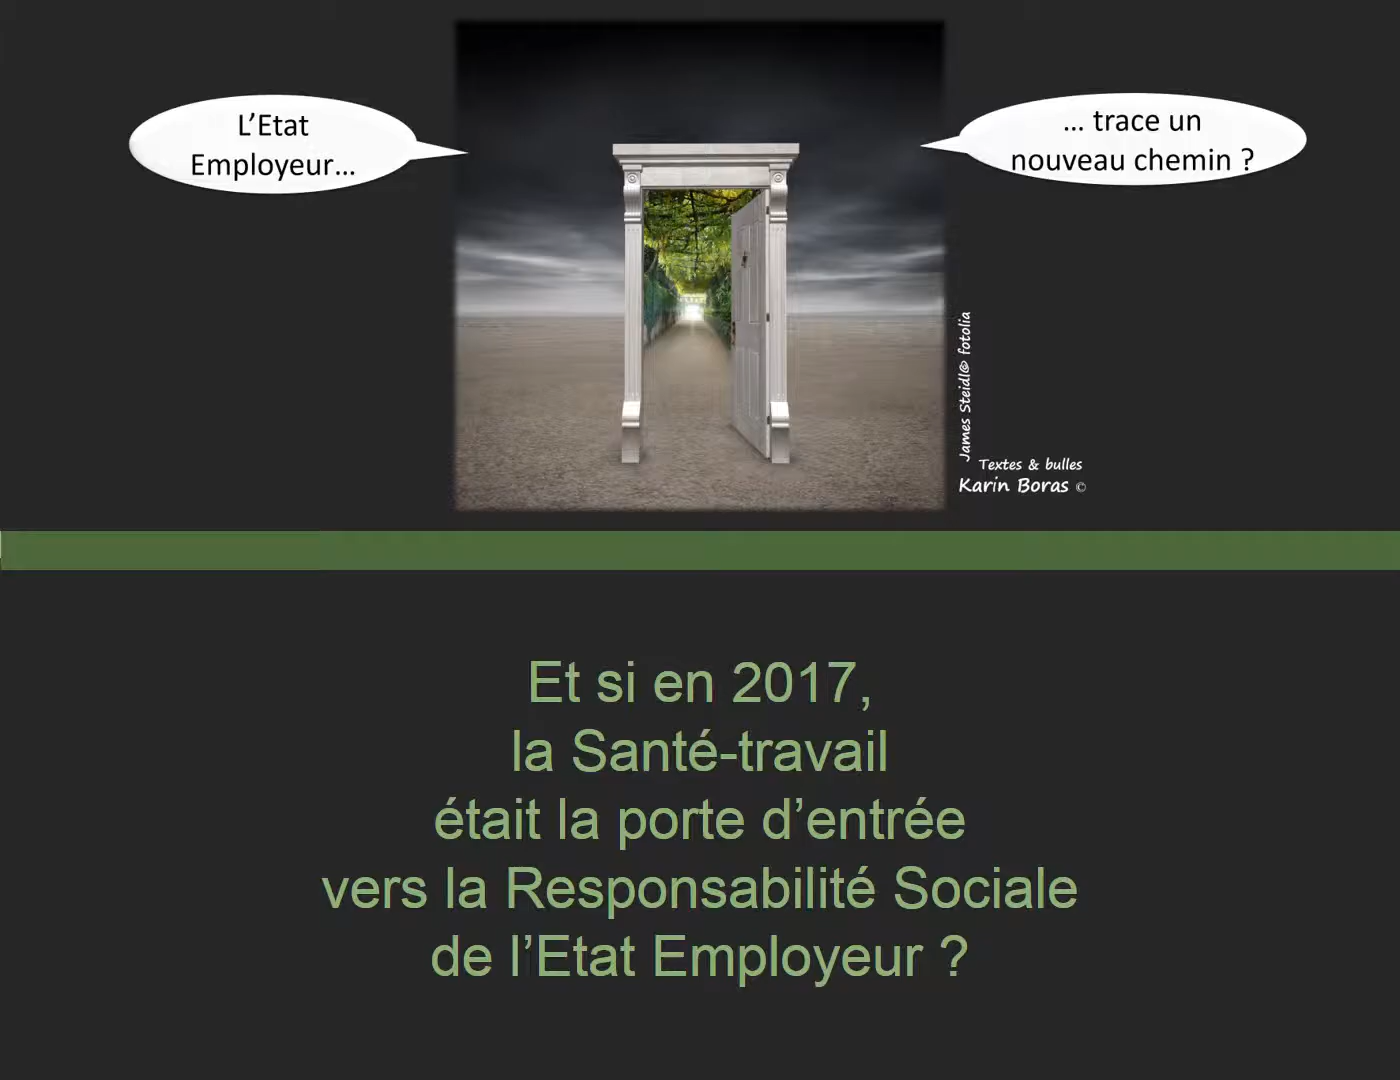 L’Etat
Employeur...
... trace un
nouveau chemin ?
James Steidl© fotolia
Textes & bulles
Karin Boras ©
Et si en 2017,
la Santé-travail
était la porte d’entrée
vers la Responsabilité Sociale
de l’Etat Employeur ?